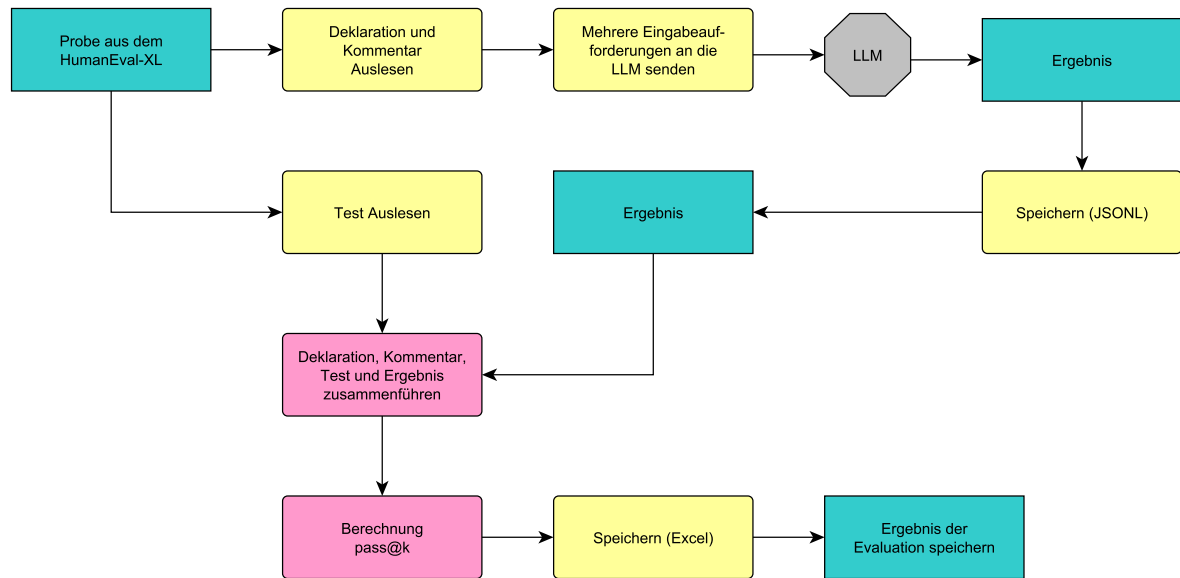 Probe aus dem
HumanEval-XL
Deklaration und
Kommentar
Auslesen
Mehrere Eingabeauf-
forderungen an die
LLM senden
LLM
Ergebnis
Test Auslesen
Ergebnis
Speichern (JSONL)
Deklaration, Kommentar,
Test und Ergebnis
zusammenführen
Berechnung
pass@k
Speichern (Excel)
Ergebnis der
Evaluation speichern